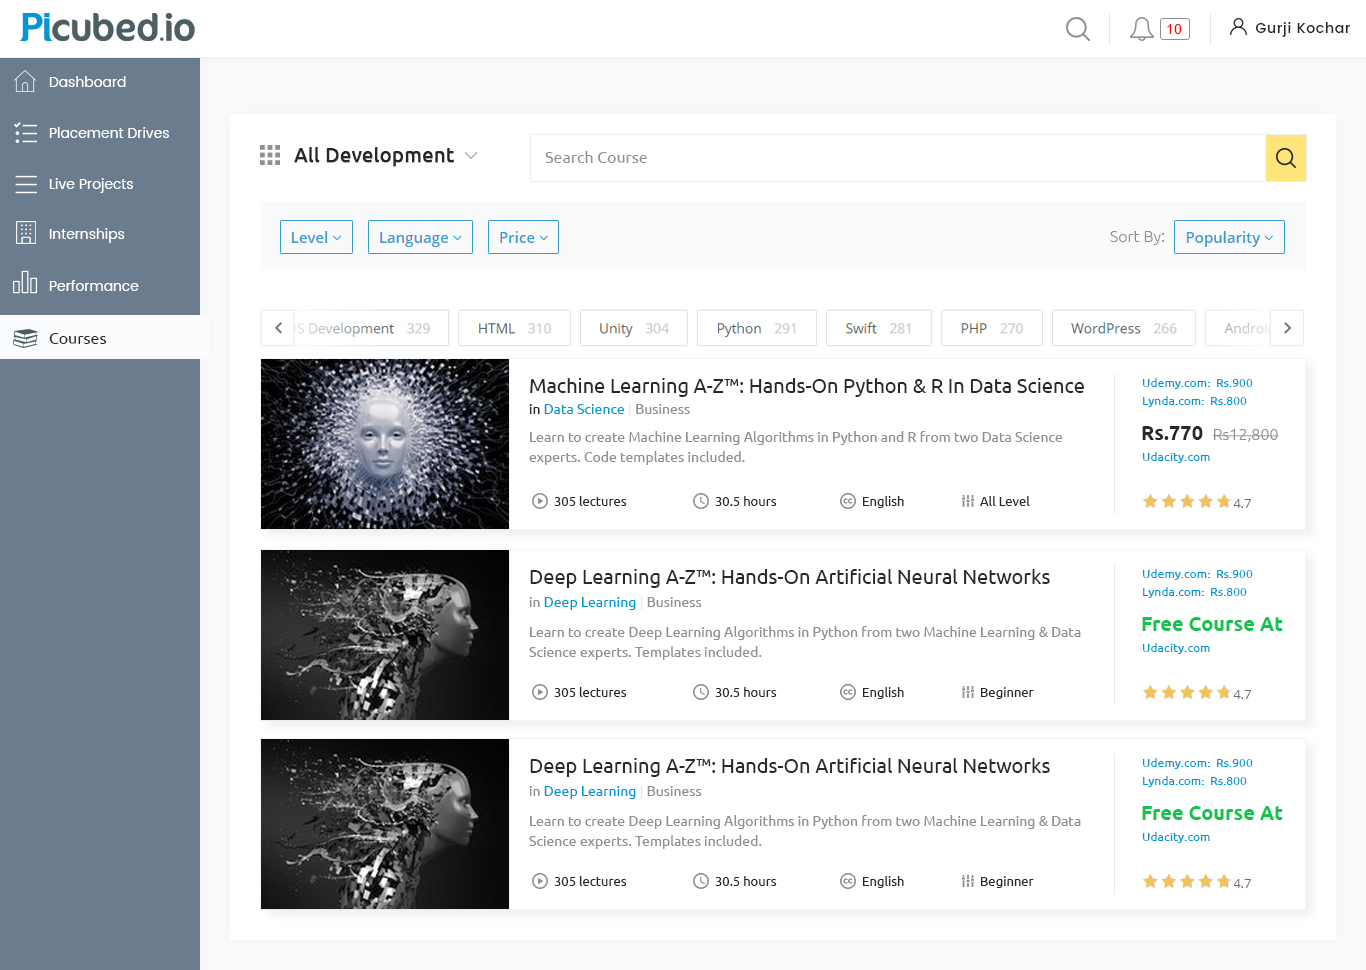 Picubed.io
10
Gurji Kochar
Dashboard
Placement Drives
Live Projects
Internships
Performance
Courses
All Development
Search Course
Level
Language
Price
Sort By:
Popularity
S Development 329
HTML 310
Unity 304
Python 291
Swift 281
PHP 270
WordPress 266
Androi
Machine Learning A-Z™: Hands-On Python & R In Data Science
in Data Science | Business
Learn to create Machine Learning Algorithms in Python and R from two Data Science
experts. Code templates included.
305 lectures
30.5 hours
cc English
All Level
Udemy.com: Rs.900
Lynda.com: Rs.800
Rs.770 Rs12,800
Udacity.com
4.7
Deep Learning A-Z™: Hands-On Artificial Neural Networks
in Deep Learning | Business
Learn to create Deep Learning Algorithms in Python from two Machine Learning & Data
Science experts. Templates included.
305 lectures
30.5 hours
cc English
Beginner
Udemy.com: Rs.900
Lynda.com: Rs.800
Free Course At
Udacity.com
4.7
Deep Learning A-Z™: Hands-On Artificial Neural Networks
in Deep Learning | Business
Learn to create Deep Learning Algorithms in Python from two Machine Learning & Data
Science experts. Templates included.
305 lectures
30.5 hours
cc English
Beginner
Udemy.com: Rs.900
Lynda.com: Rs.800
Free Course At
Udacity.com
4.7